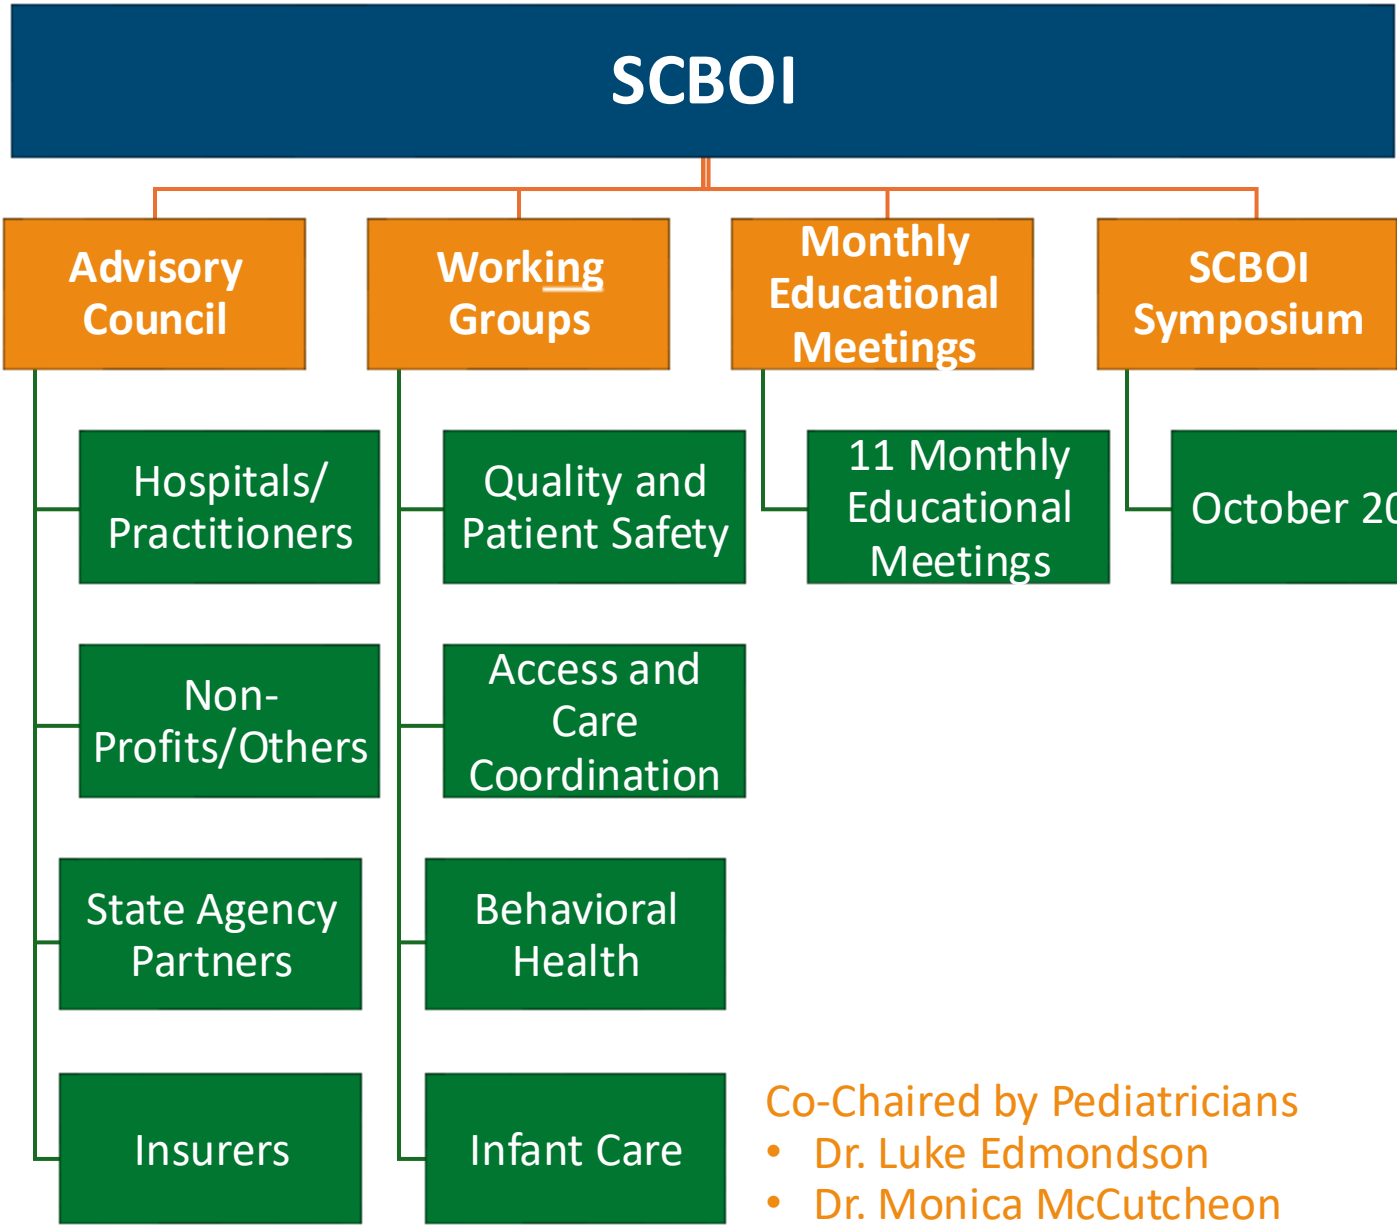 SCBOI
Advisory
Council
Working
Groups
Monthly
Educational
Meetings
SCBOI
Symposium
Hospitals/
Practitioners
Non-
Profits/Others
State Agency
Partners
Insurers
Quality and
Patient Safety
Access and
Care
Coordination
Behavioral
Health
Infant Care
11 Monthly
Educational
Meetings
October
Co-Chaired by Pediatricians
• Dr. Luke Edmondson
• Dr. Monica McCutcheon